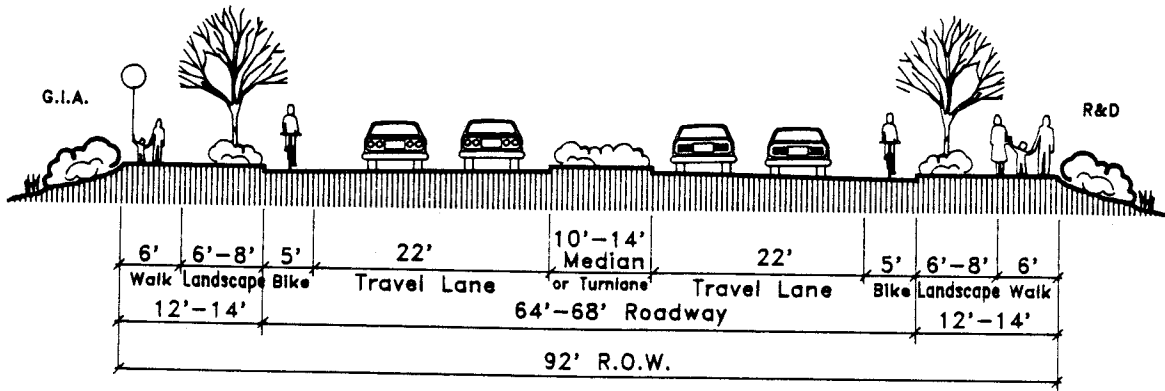 G.I.A.
R&D
6' 6'-8' 5' 22' 10'-14' 22' 5' 6'-8' 6'
Walk Landscape Bike Travel Lane Median Travel Lane Bike Landscape Walk
or Turnlane
12'-14' 64'-68' Roadway 12'-14'
92' R.O.W.